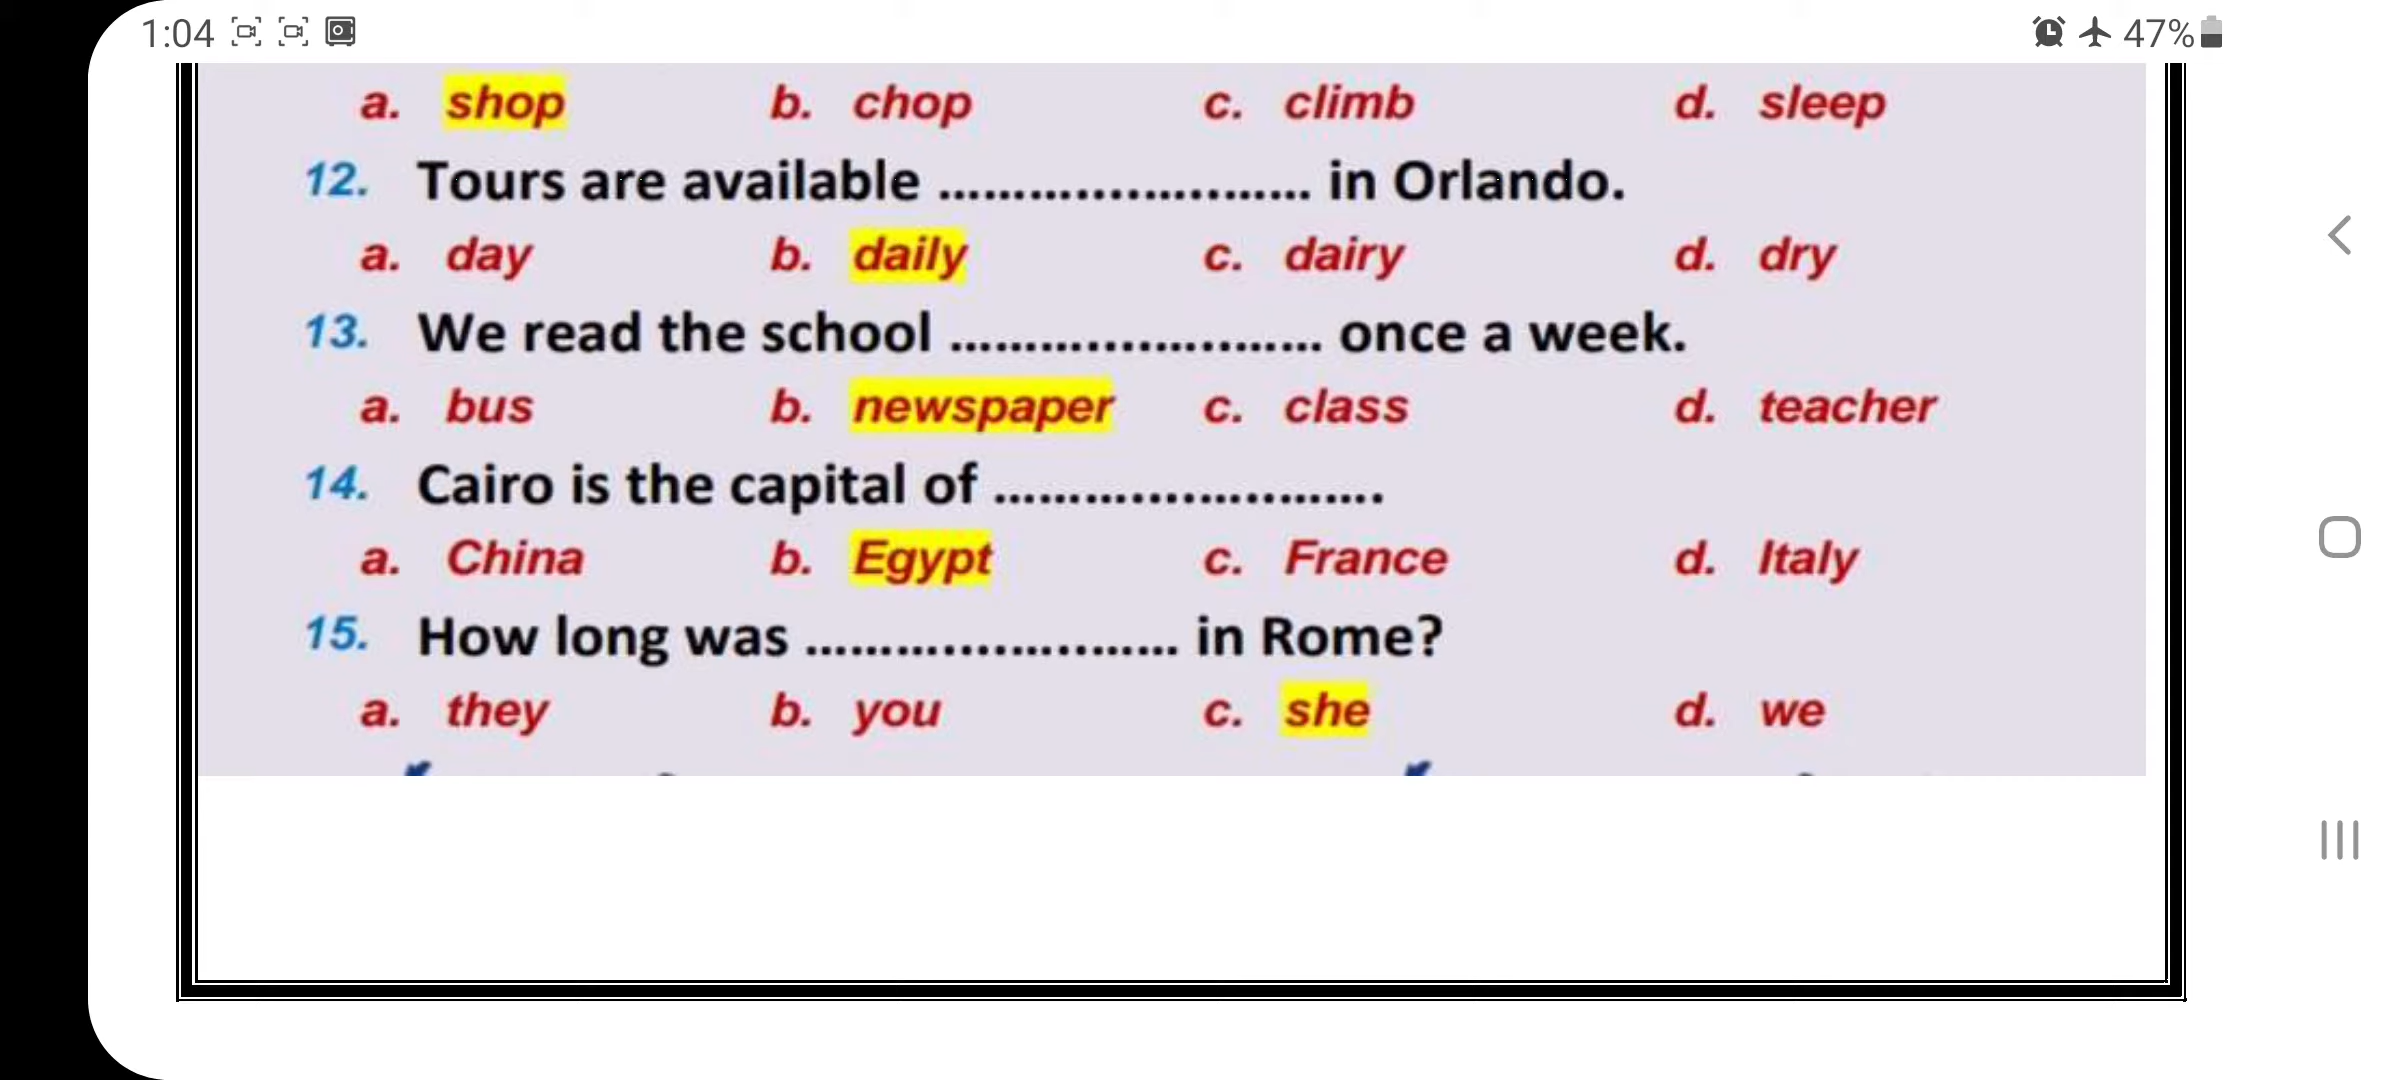 1:04 47%
a. shop b. chop c. climb d. sleep
12. Tours are available ........................ in Orlando.
a. day b. daily c. dairy d. dry
13. We read the school ........................ once a week.
a. bus b. newspaper c. class d. teacher
14. Cairo is the capital of .........................
a. China b. Egypt c. France d. Italy
15. How long was ........................ in Rome?
a. they b. you c. she d. we